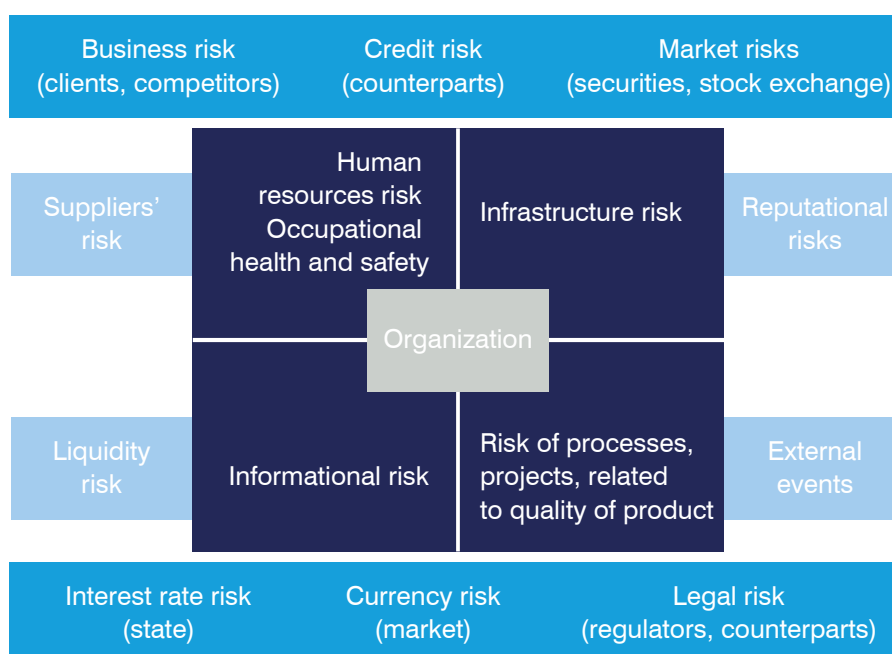 Business risk
(clients, competitors)
Credit risk
(counterparts)
Market risks
(securities, stock exchange)
Suppliers’
risk
Human
resources risk
Occupational
health and safety
Infrastructure risk
Reputational
risks
Organization
Liquidity
risk
Informational risk
Risk of processes,
projects, related
to quality of product
External
events
Interest rate risk
(state)
Currency risk
(market)
Legal risk
(regulators, counterparts)